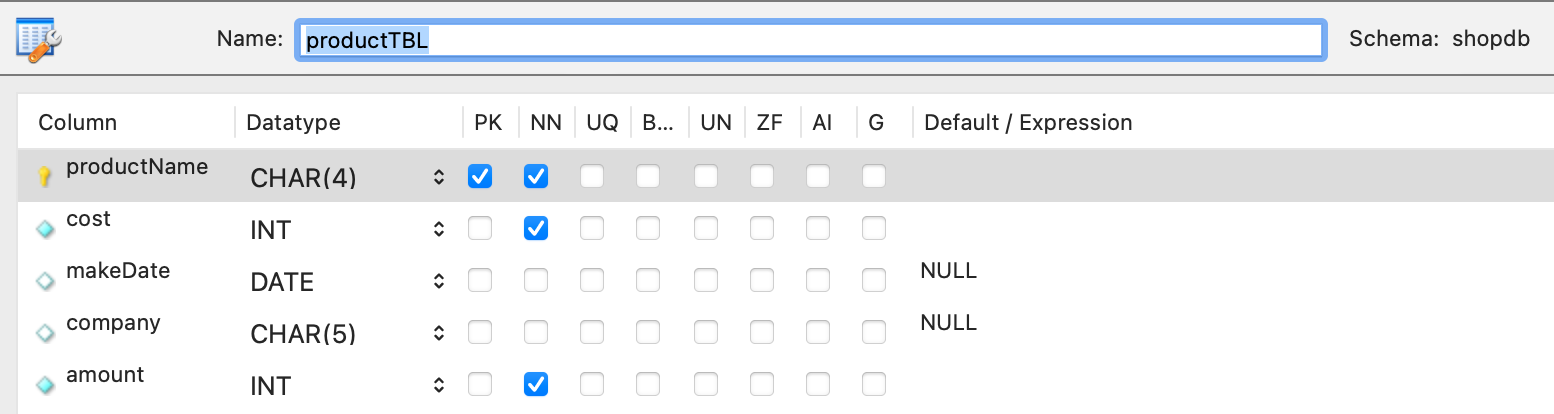 Name: productTBL Schema: shopdb
Column Datatype PK NN UQ B... UN ZF AI G Default / Expression
productName CHAR(4)
cost INT
makeDate DATE NULL
company CHAR(5) NULL
amount INT